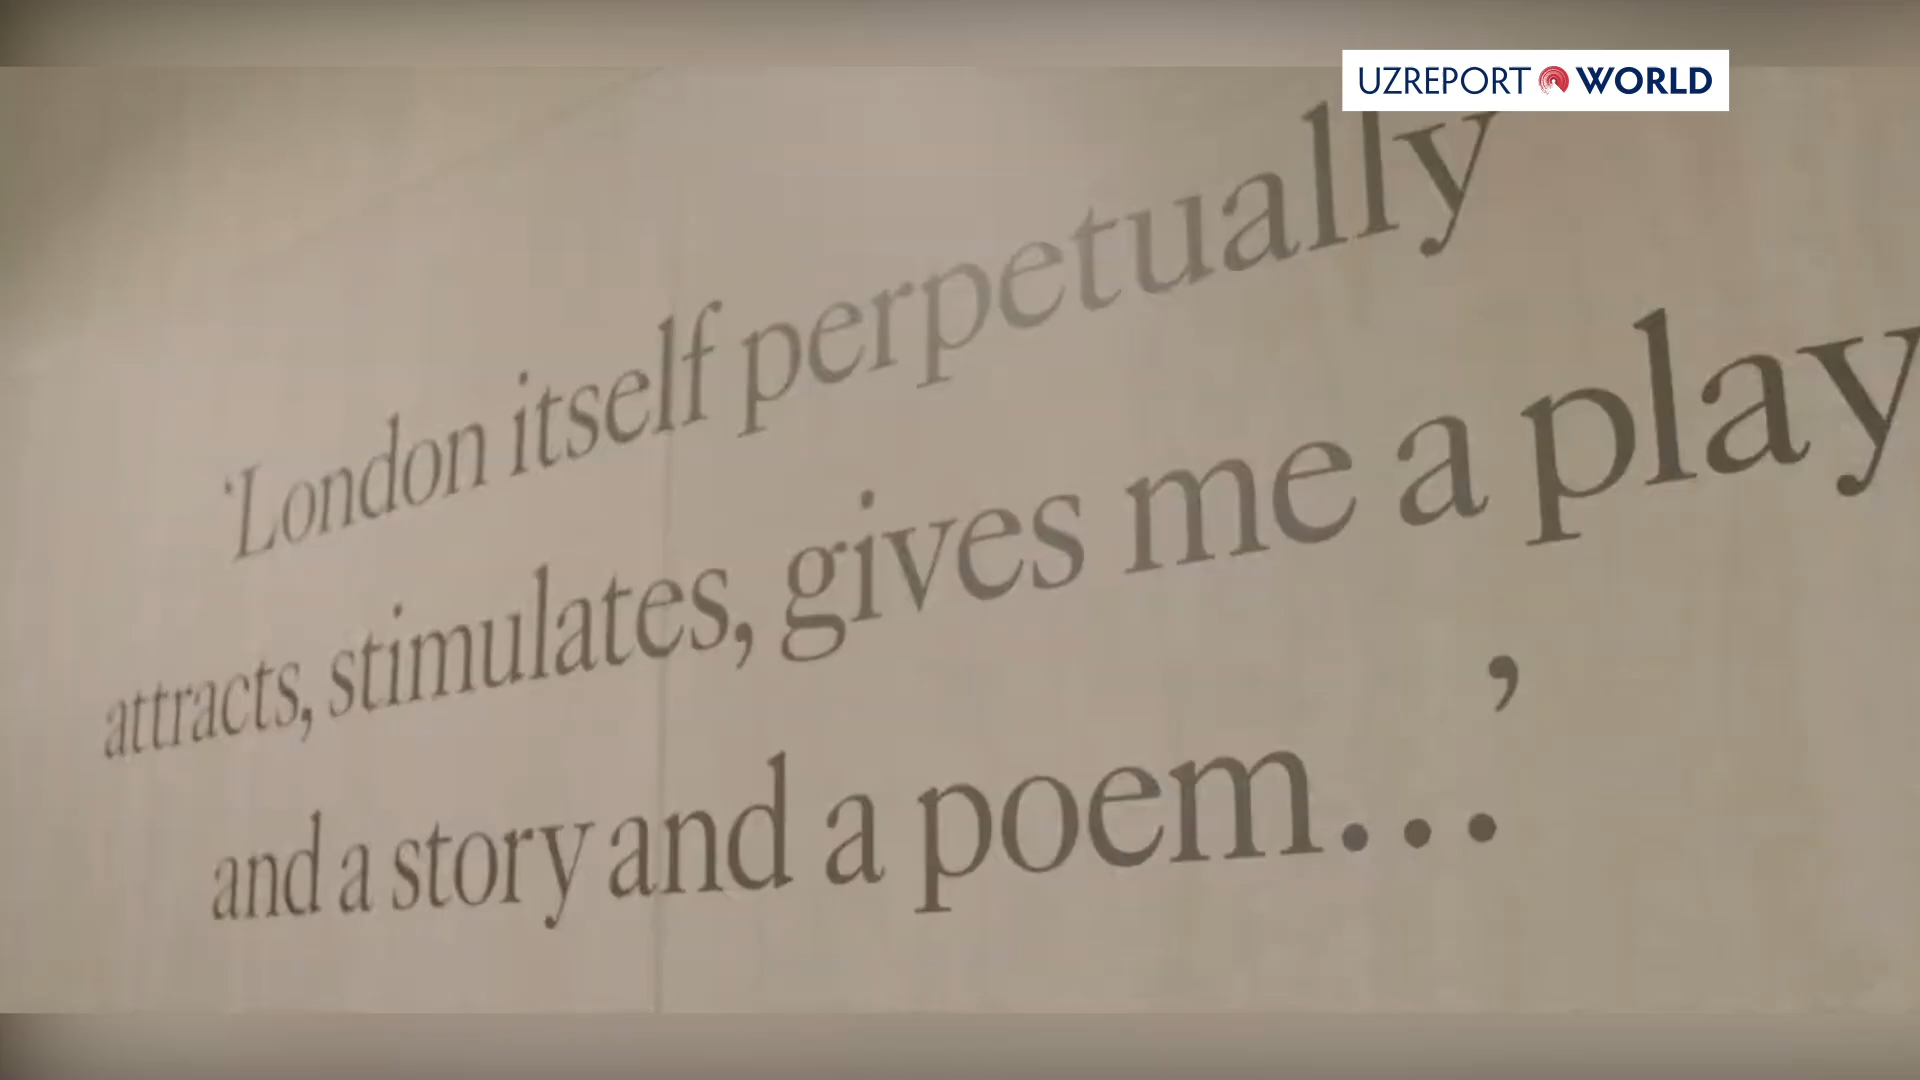 UZREPORT WORLD
‘London itself perpetually
attracts, stimulates, gives me a play
and a story and a poem...’